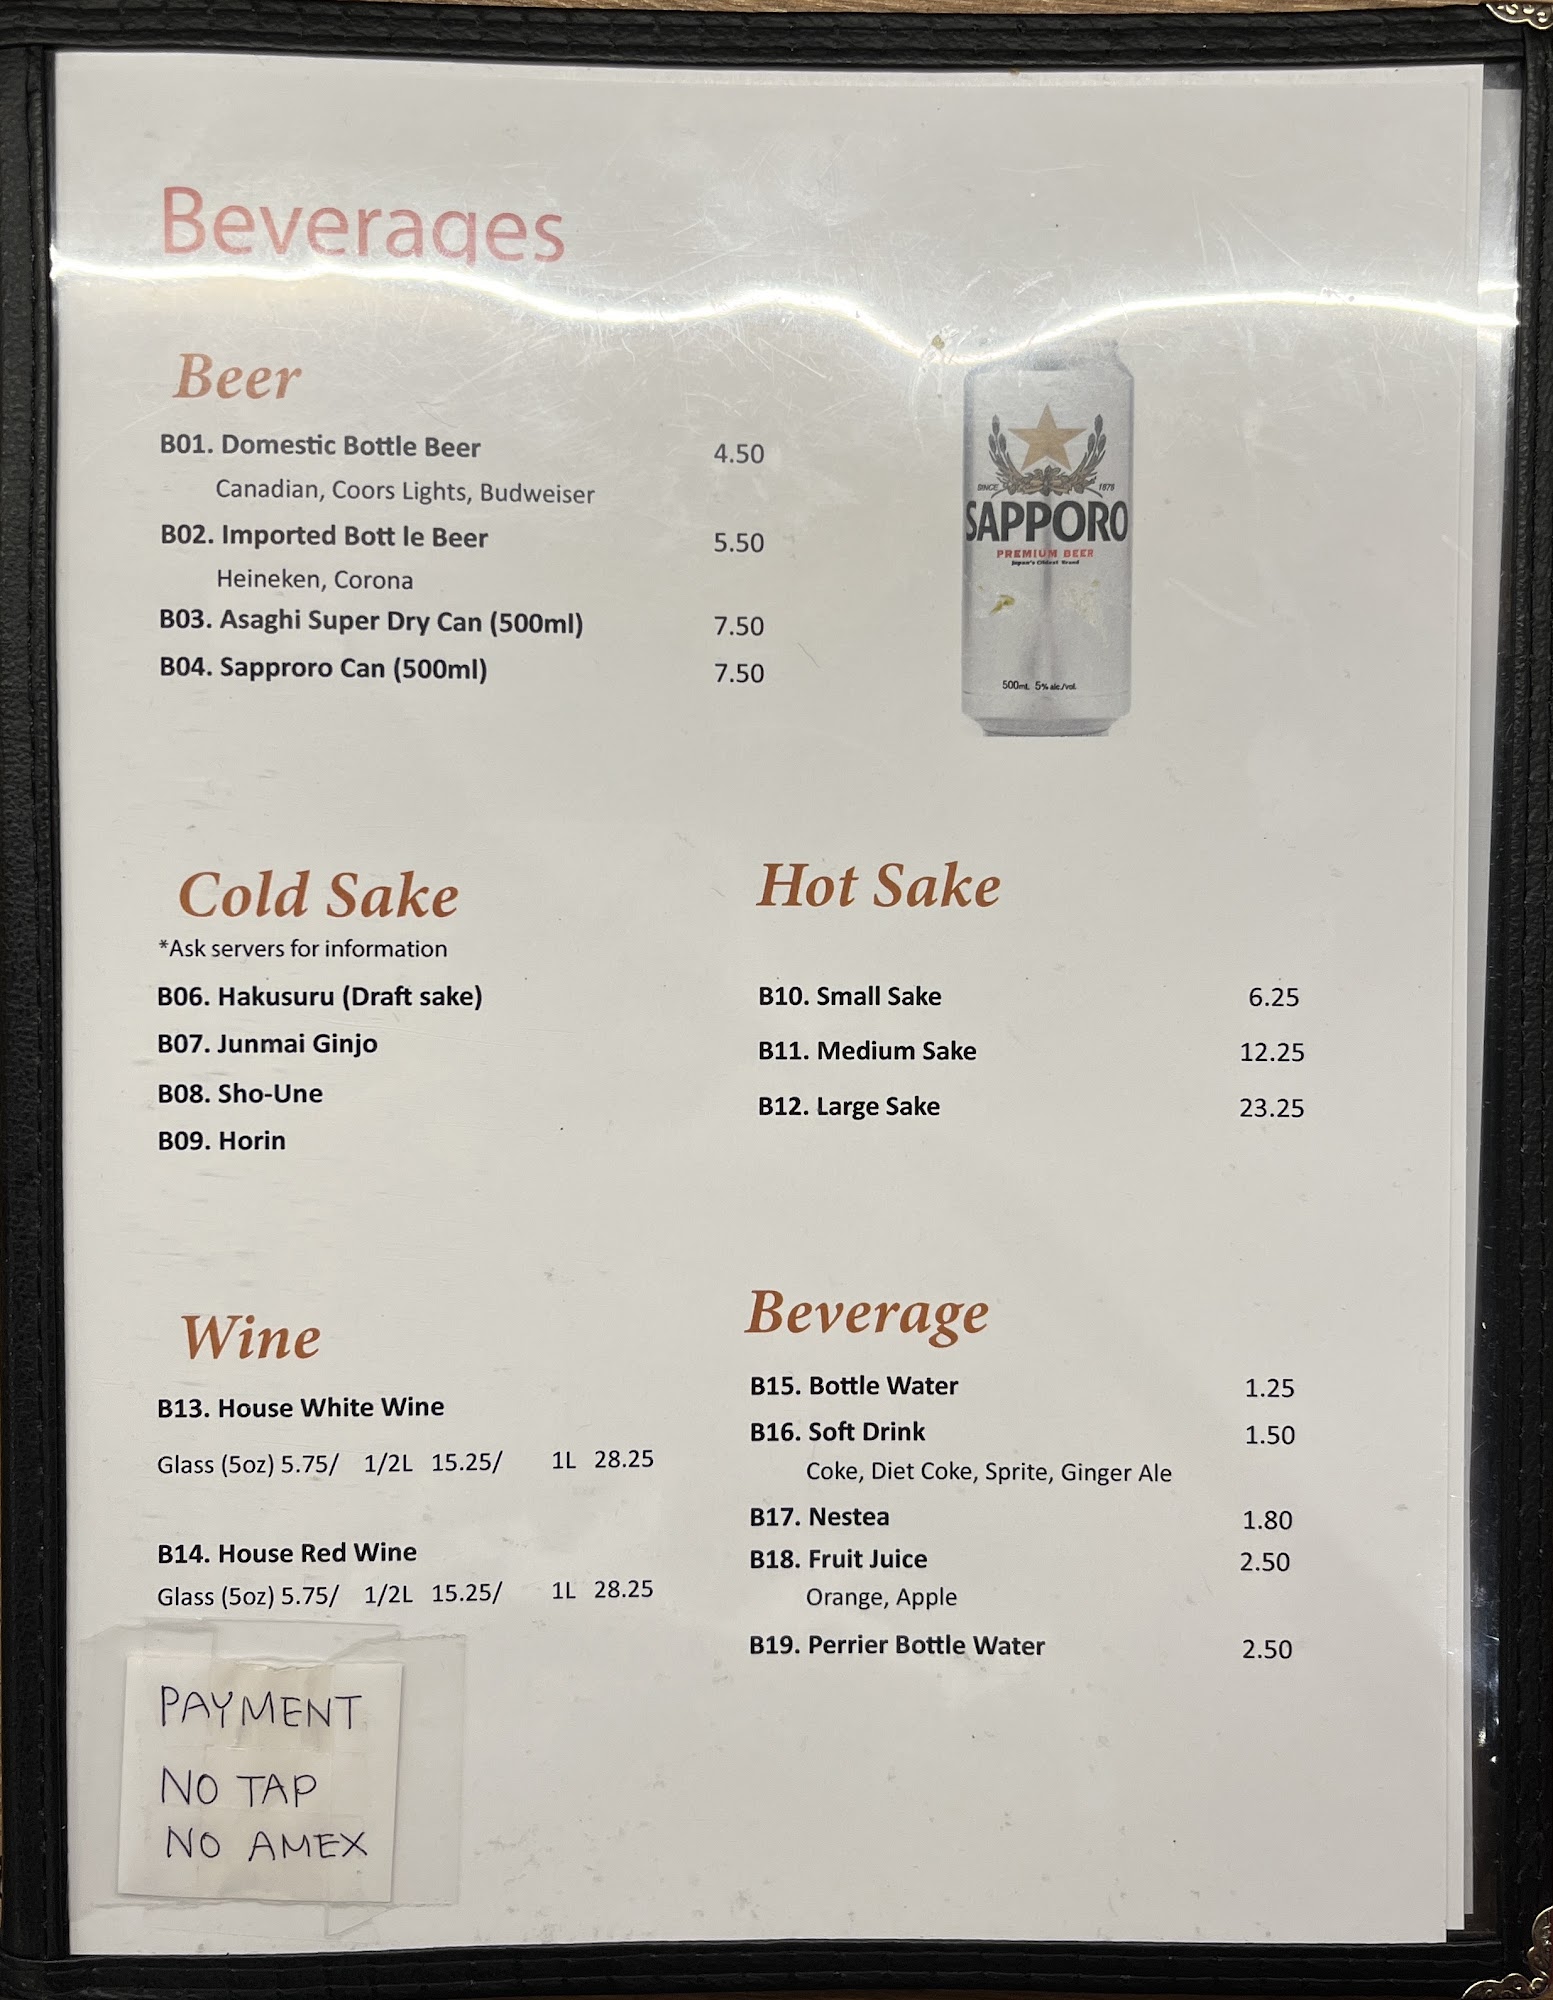 Beverages
Beer
B01. Domestic Bottle Beer 4.50
Canadian, Coors Lights, Budweiser
B02. Imported Bott le Beer 5.50
Heineken, Corona
B03. Asaghi Super Dry Can (500ml) 7.50
B04. Sapproro Can (500ml) 7.50
SINCE 1876
SAPPORO
PREMIUM BEER
Japan's Oldest Brand
500mL 5% alc./vol.
Cold Sake
*Ask servers for information
B06. Hakusuru (Draft sake)
B07. Junmai Ginjo
B08. Sho-Une
B09. Horin
Hot Sake
B10. Small Sake 6.25
B11. Medium Sake 12.25
B12. Large Sake 23.25
Wine
B13. House White Wine
Glass (5oz) 5.75/ 1/2L 15.25/ 1L 28.25
B14. House Red Wine
Glass (5oz) 5.75/ 1/2L 15.25/ 1L 28.25
Beverage
B15. Bottle Water 1.25
B16. Soft Drink 1.50
Coke, Diet Coke, Sprite, Ginger Ale
B17. Nestea 1.80
B18. Fruit Juice 2.50
Orange, Apple
B19. Perrier Bottle Water 2.50
PAYMENT
NO TAP
NO AMEX